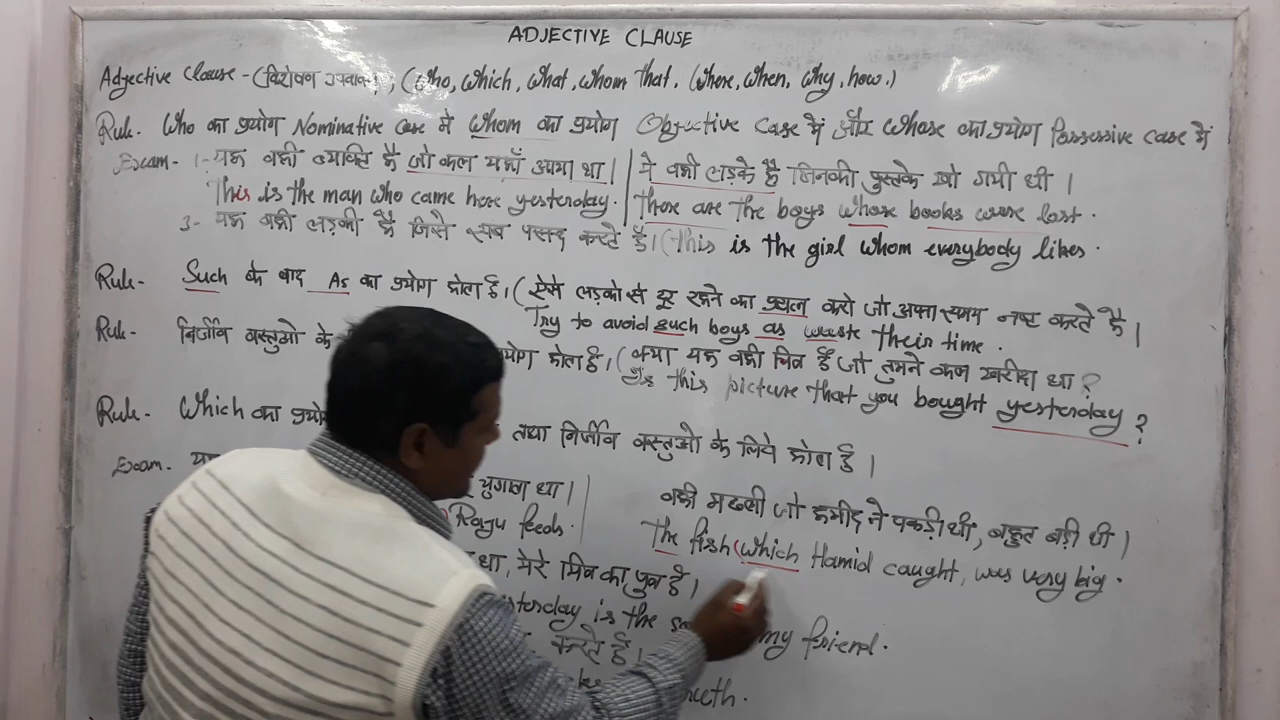 ADJECTIVE CLAUSE
Adjective Clause - (विशेषण उपवाक्य), (Who, Which, What, Whom That, (Where, When, Why, how.)
Rule. Who का प्रयोग Nominative Case मे Whom का प्रयोग Objective Case में और Whose का प्रयोग Possessive Case में
Exam- 1- यह वही व्यक्ति है जो कल यहाँ आया था।
This is the man who came here yesterday.
ये वही लड़के है जिनकी पुस्तके खो गयी थी।
These are the boys whose books were lost.
3- यह वही लड़की है जिसे सब पसंद करते है। (This is the girl whom everybody likes.
Rule- Such के बाद As का प्रयोग होता है। (ऐसे लड़को से दूर रहने का प्रयत्न करो जो अपना समय नष्ट करते है।
Try to avoid such boys as waste their time.
Rule- निर्जीव वस्तुओ के प्रयोग होता है। (क्या यह वही चित्र है जो तुमने कल खरीदा था?
Is this picture that you bought yesterday?
Rule- Which का प्रयोग तथा निर्जीव वस्तुओ के लिये होता है।
Exam.
था।
Raju feeds.
वही मछली जो हमीद ने पकड़ी थी, बहुत बड़ी थी।
The fish (which Hamid caught, was very big.
था, मेरे मित्र का पुत्र है।
is the my friend.
करते है।